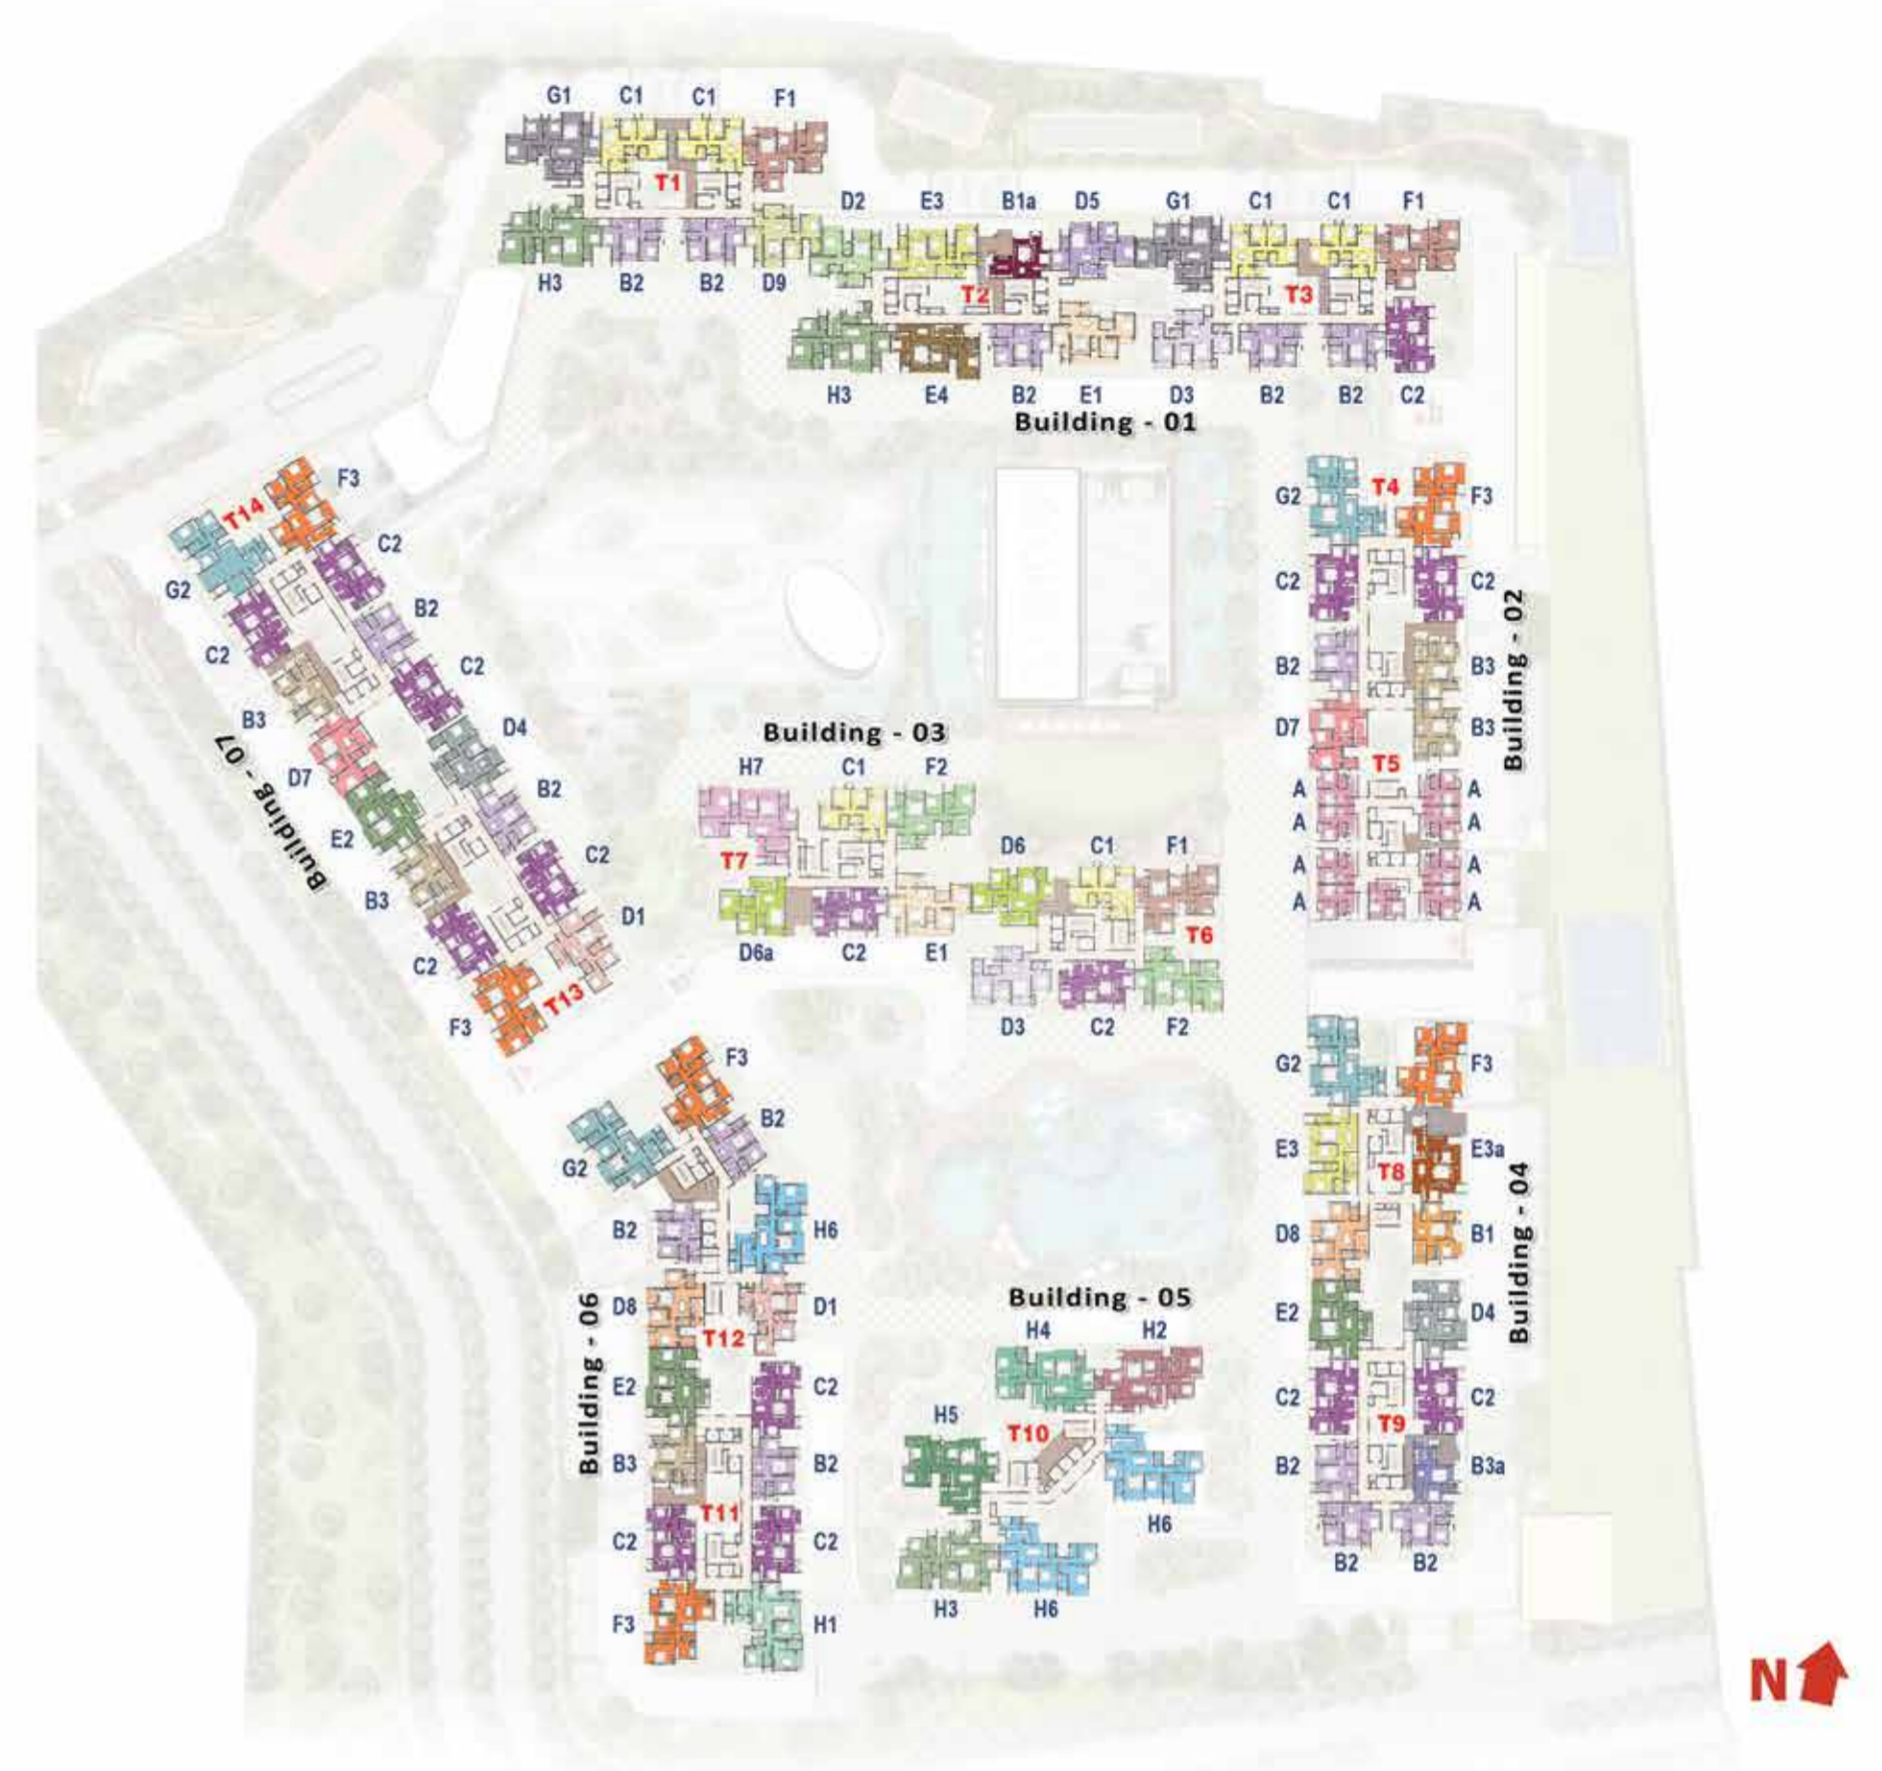 G1 C1 C1 F1
T1
D2 E3 B1a D5 G1 C1 C1 F1
H3 B2 B2 D9
T2 T3
H3 E4 B2 E1 D3 B2 B2 C2
Building - 01
F3
T14
C2
G2
B2
C2
C2
B3
D4
D7
B2
E2
C2
B3
D1
C2
T13
F3
Building - 07
G2 T4 F3
C2 C2
B2 B3
D7 B3
T5
A A
A A
A A
A A
Building - 02
Building - 03
H7 C1 F2
T7
D6 C1 F1
D6a C2 E1
T6
D3 C2 F2
G2 F3
E3 E3a
T8
D8 B1
E2 D4
C2 C2
T9
B2 B3a
B2 B2
Building - 04
F3
B2
G2
B2 H6
D8 D1
T12
E2 C2
B3 B2
T11
C2 C2
F3 H1
Building - 06
Building - 05
H4 H2
H5
T10
H6
H3 H6
N